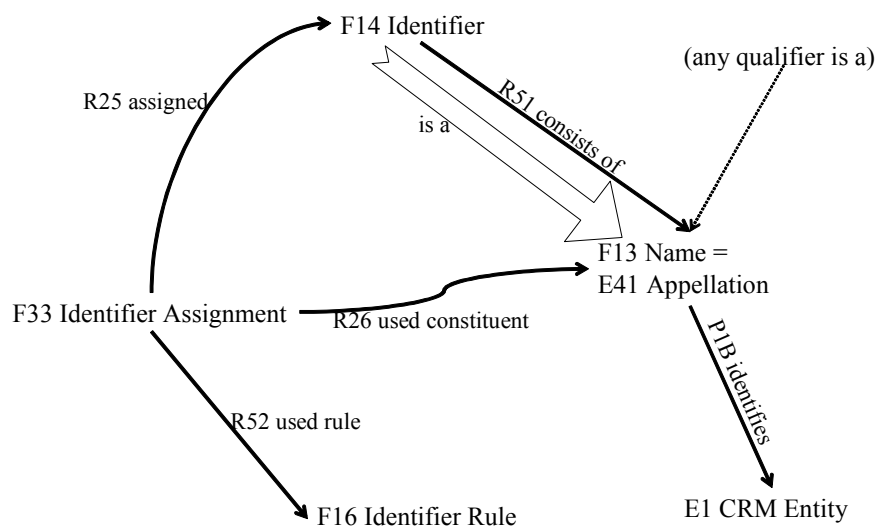 F14 Identifier
(any qualifier is a)
R25 assigned
R51 consists of
is a
F13 Name =
E41 Appellation
F33 Identifier Assignment
R26 used constituent
P1B identifies
R52 used rule
E1 CRM Entity
F16 Identifier Rule